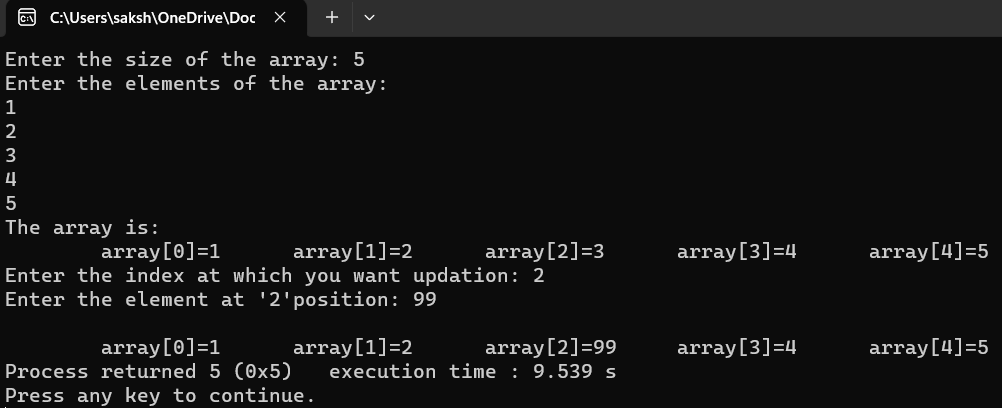 C:\Users\saksh\OneDrive\Doc
Enter the size of the array: 5
Enter the elements of the array:
1
2
3
4
5
The array is:
        array[0]=1      array[1]=2      array[2]=3      array[3]=4      array[4]=5
Enter the index at which you want updation: 2
Enter the element at '2'position: 99
        array[0]=1      array[1]=2      array[2]=99     array[3]=4      array[4]=5
Process returned 5 (0x5)   execution time : 9.539 s
Press any key to continue.